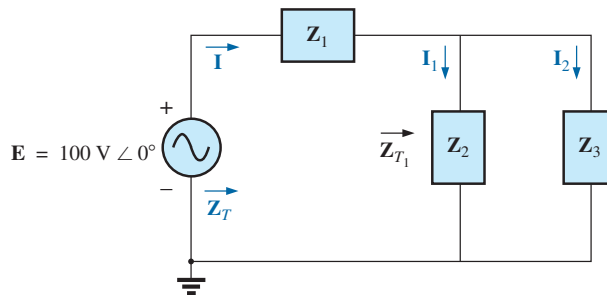 I
Z1
I1
I2
+
E = 100 V ∠ 0°
−
ZT
ZT1
Z2
Z3